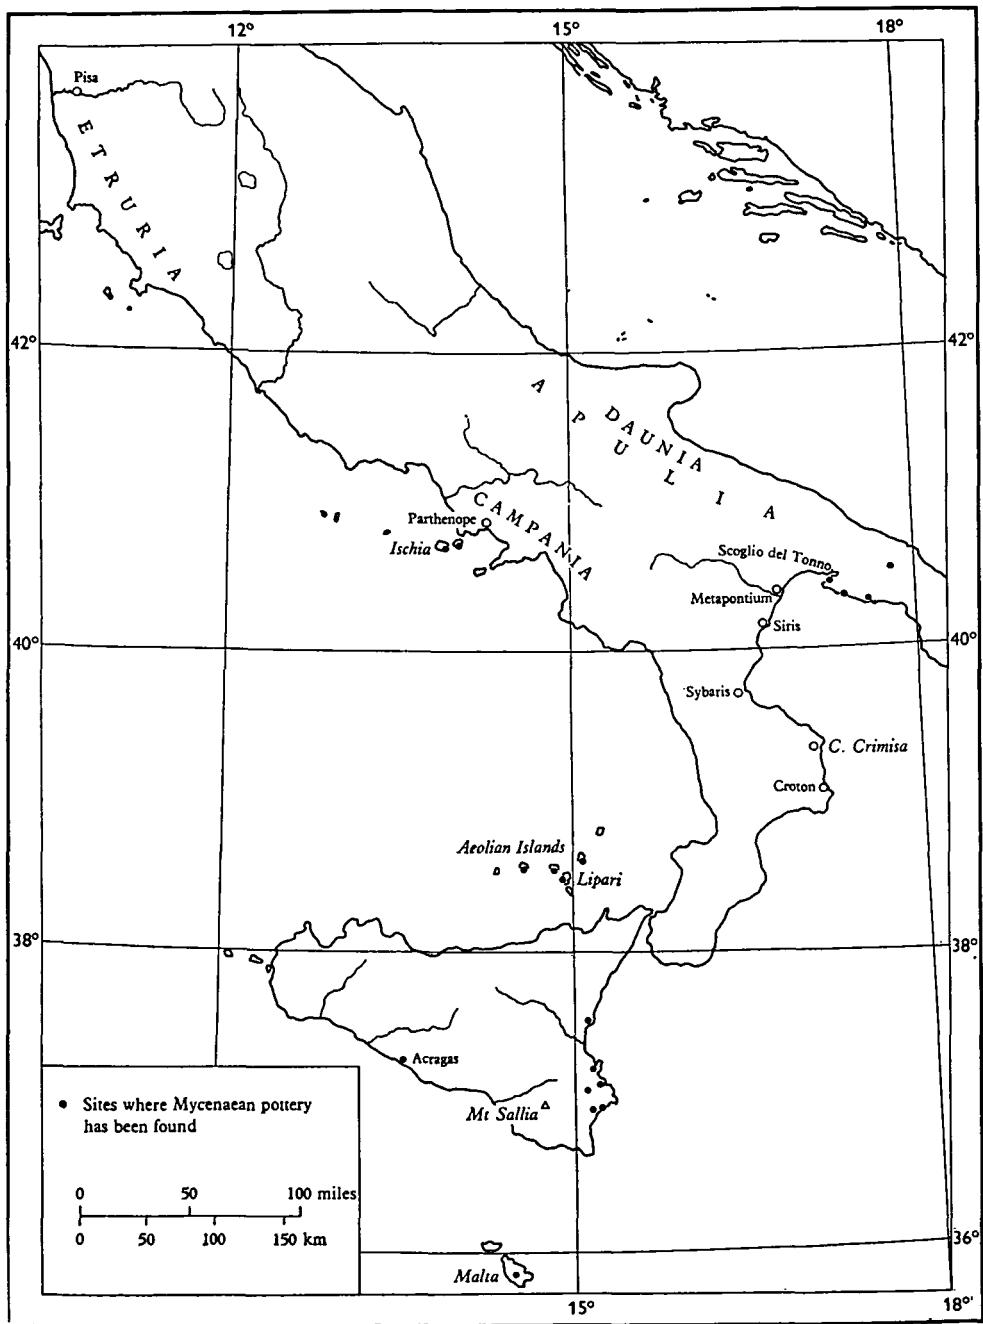 12° 15° 18°
Pisa
ETRURIA
42° 42°
APULIA
DAUNIA
CAMPANIA
Parthenope
Ischia
Scoglio del Tonno
Metapontium
Siris
40° 40°
Sybaris
C. Crimisa
Croton
Aeolian Islands
Lipari
38° 38°
Acragas
Mt Sallia
Sites where Mycenaean pottery
has been found
0 50 100 miles
0 50 100 150 km
36°
Malta
15° 18°